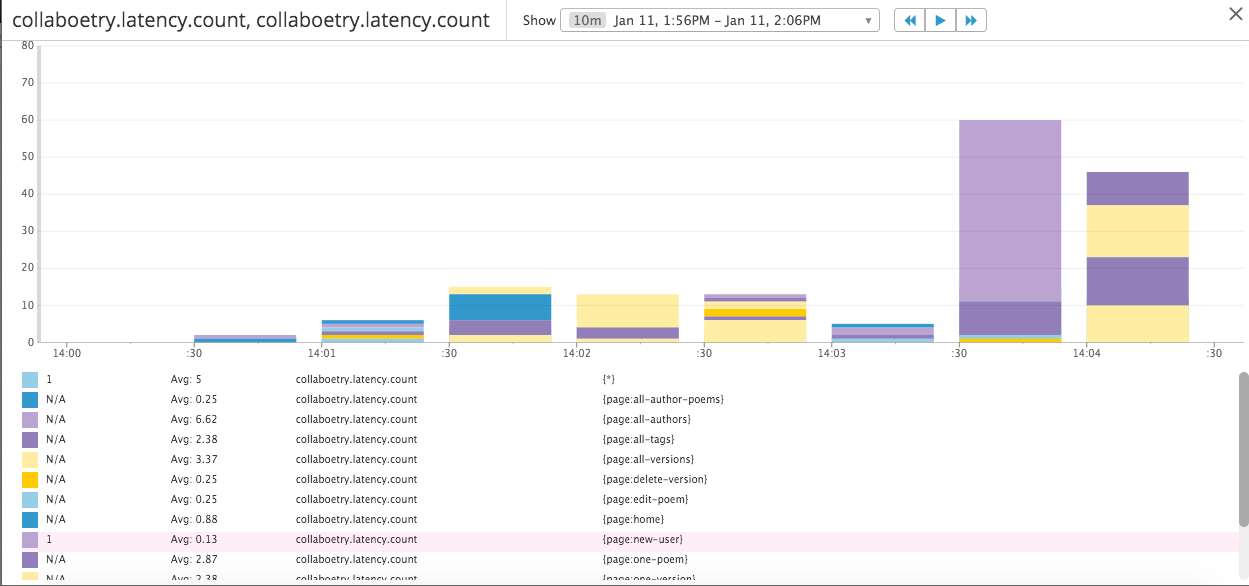 collaboetry.latency.count, collaboetry.latency.count Show 10m Jan 11, 1:56PM – Jan 11, 2:06PM
80
70
60
50
40
30
20
10
0
14:00 :30 14:01 :30 14:02 :30 14:03 :30 14:04 :30
1 Avg: 5 collaboetry.latency.count {*}
N/A Avg: 0.25 collaboetry.latency.count {page:all-author-poems}
N/A Avg: 6.62 collaboetry.latency.count {page:all-authors}
N/A Avg: 2.38 collaboetry.latency.count {page:all-tags}
N/A Avg: 3.37 collaboetry.latency.count {page:all-versions}
N/A Avg: 0.25 collaboetry.latency.count {page:delete-version}
N/A Avg: 0.25 collaboetry.latency.count {page:edit-poem}
N/A Avg: 0.88 collaboetry.latency.count {page:home}
1 Avg: 0.13 collaboetry.latency.count {page:new-user}
N/A Avg: 2.87 collaboetry.latency.count {page:one-poem}
N/A Avg: 2.38 collaboetry.latency.count {page:one-version}